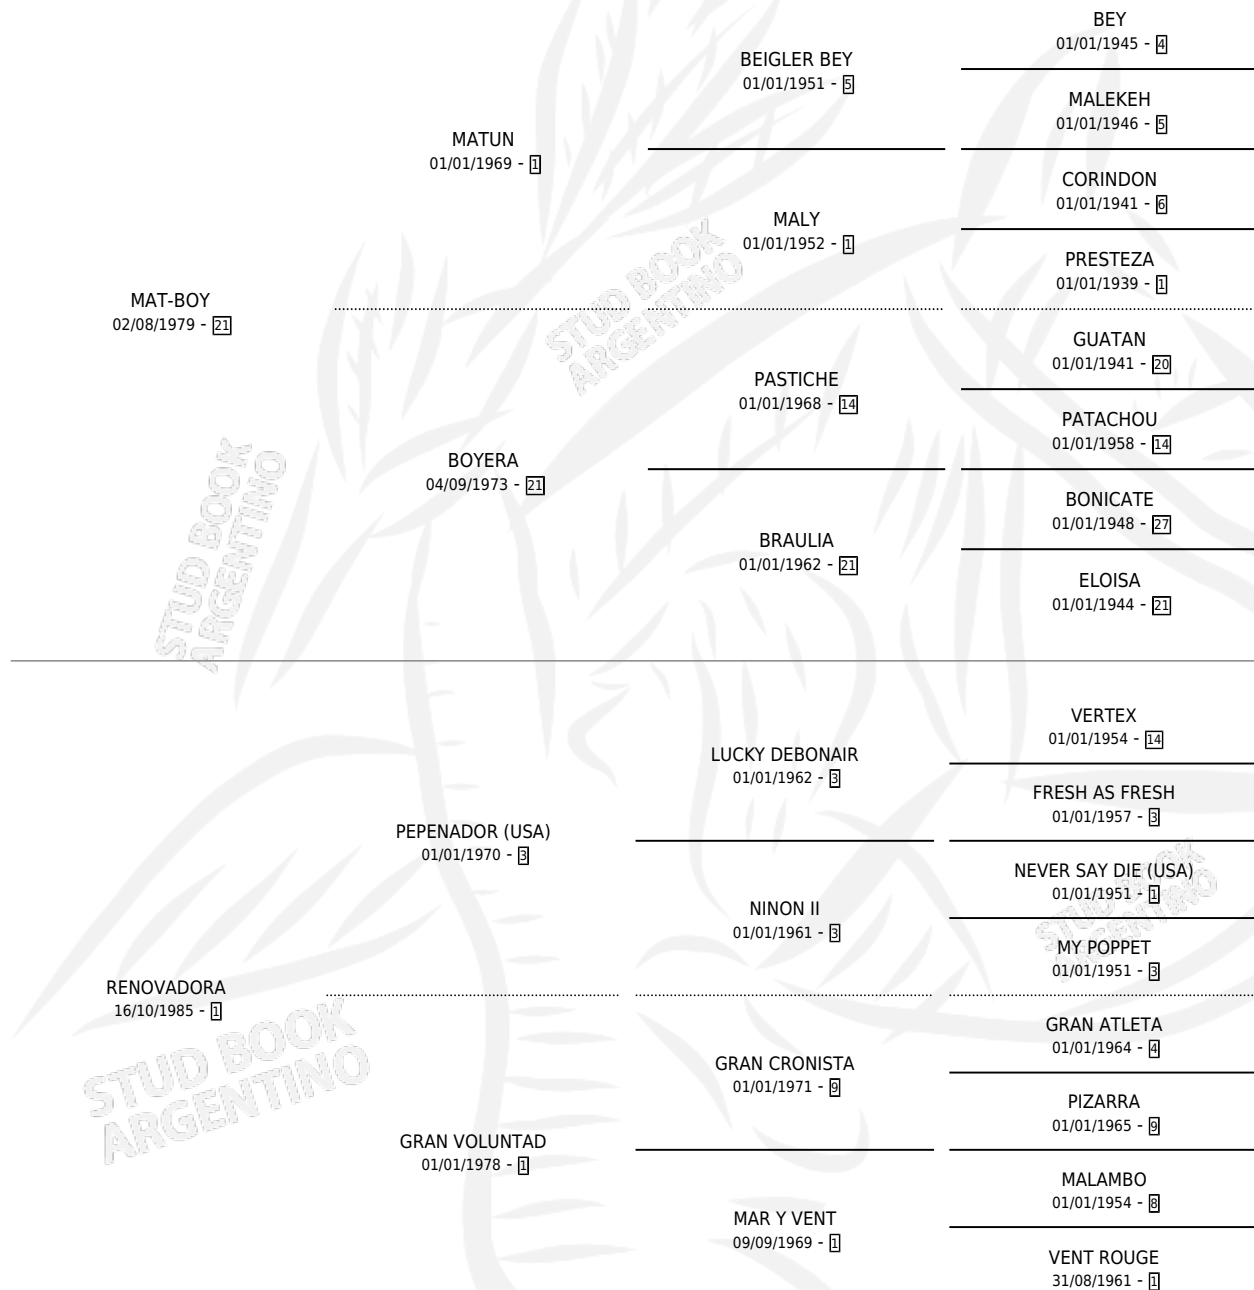 BEY
01/01/1945 - 4
BEIGLER BEY
01/01/1951 - 5
MALEKEH
01/01/1946 - 5
MATUN
01/01/1969 - 1
CORINDON
01/01/1941 - 6
MALY
01/01/1952 - 1
PRESTEZA
01/01/1939 - 1
MAT-BOY
02/08/1979 - 21
GUATAN
01/01/1941 - 20
PASTICHE
01/01/1968 - 14
PATACHOU
01/01/1958 - 14
BOYERA
04/09/1973 - 21
BONICATE
01/01/1948 - 27
BRAULIA
01/01/1962 - 21
ELOISA
01/01/1944 - 21
VERTEX
01/01/1954 - 14
LUCKY DEBONAIR
01/01/1962 - 3
FRESH AS FRESH
01/01/1957 - 3
PEPENADOR (USA)
01/01/1970 - 3
NEVER SAY DIE (USA)
01/01/1951 - 1
NINON II
01/01/1961 - 3
MY POPPET
01/01/1951 - 3
RENOVADORA
16/10/1985 - 1
GRAN ATLETA
01/01/1964 - 4
GRAN CRONISTA
01/01/1971 - 9
PIZARRA
01/01/1965 - 9
GRAN VOLUNTAD
01/01/1978 - 1
MALAMBO
01/01/1954 - 8
MAR Y VENT
09/09/1969 - 1
VENT ROUGE
31/08/1961 - 1
STUD BOOK
ARGENTINO
STUD BOOK
ARGENTINO
STUD BOOK
ARGENTINO
STUD BOOK
ARGENTINO